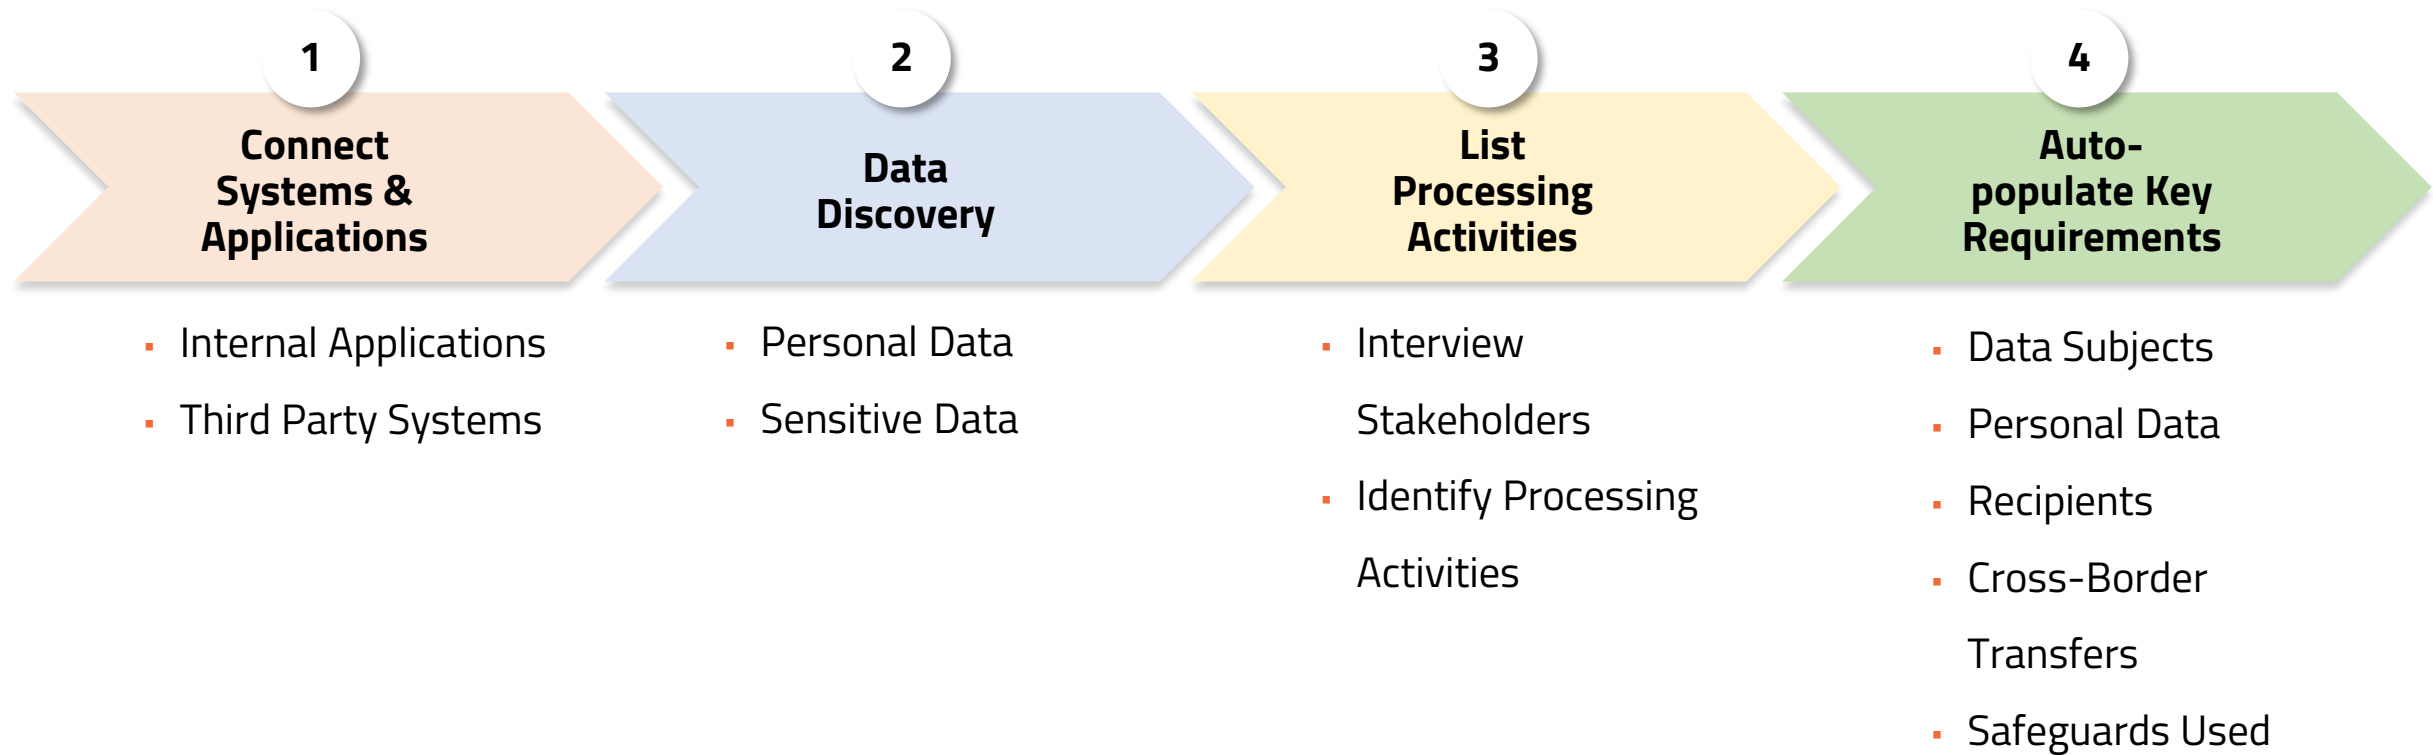 1
Connect
Systems &
Applications
▪ Internal Applications
▪ Third Party Systems
2
Data
Discovery
▪ Personal Data
▪ Sensitive Data
3
List
Processing
Activities
▪ Interview
Stakeholders
▪ Identify Processing
Activities
4
Auto-
populate Key
Requirements
▪ Data Subjects
▪ Personal Data
▪ Recipients
▪ Cross-Border
Transfers
▪ Safeguards Used